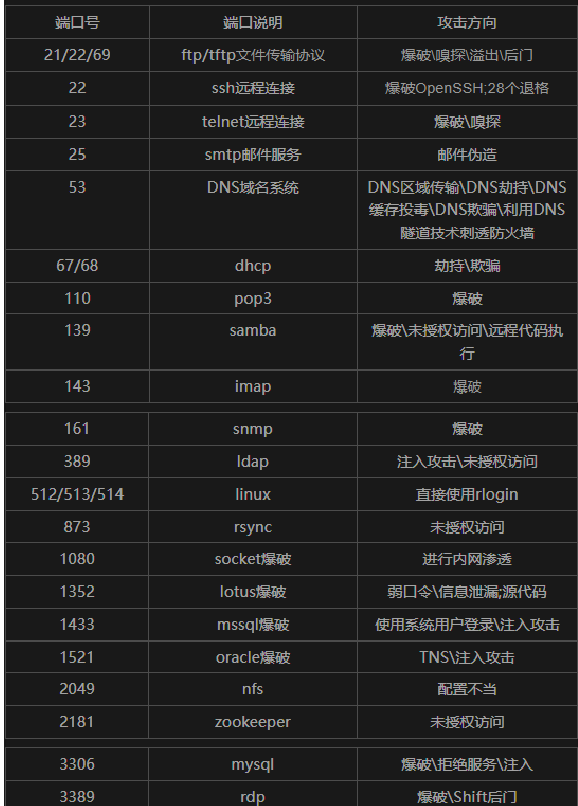 端口号 端口说明 攻击方向
21/22/69 ftp/tftp文件传输协议 爆破\嗅探\溢出\后门
22 ssh远程连接 爆破OpenSSH;28个退格
23 telnet远程连接 爆破\嗅探
25 smtp邮件服务 邮件伪造
53 DNS域名系统 DNS区域传输\DNS劫持\DNS
缓存投毒\DNS欺骗\利用DNS
隧道技术刺透防火墙
67/68 dhcp 劫持\欺骗
110 pop3 爆破
139 samba 爆破\未授权访问\远程代码执
行
143 imap 爆破
161 snmp 爆破
389 ldap 注入攻击\未授权访问
512/513/514 linux 直接使用rlogin
873 rsync 未授权访问
1080 socket爆破 进行内网渗透
1352 lotus爆破 弱口令\信息泄漏;源代码
1433 mssql爆破 使用系统用户登录\注入攻击
1521 oracle爆破 TNS\注入攻击
2049 nfs 配置不当
2181 zookeeper 未授权访问
3306 mysql 爆破\拒绝服务\注入
3389 rdp 爆破\Shift后门